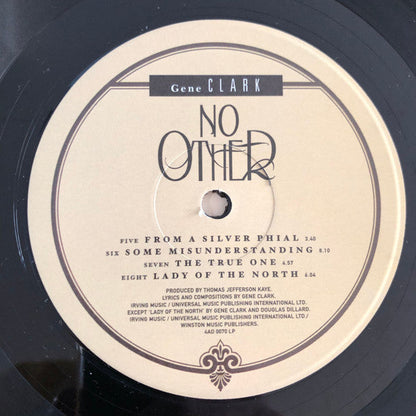 Gene CLARK
NO
OTHER
FIVE FROM A SILVER PHIAL 3.40
SIX SOME MISUNDERSTANDING 8.10
SEVEN THE TRUE ONE 4.57
EIGHT LADY OF THE NORTH 6.04
PRODUCED BY THOMAS JEFFERSON KAYE.
LYRICS AND COMPOSITIONS BY GENE CLARK.
IRVING MUSIC / UNIVERSAL MUSIC PUBLISHING INTERNATIONAL LTD.
EXCEPT 'LADY OF THE NORTH' BY GENE CLARK AND DOUGLAS DILLARD.
IRVING MUSIC / UNIVERSAL MUSIC PUBLISHING INTERNATIONAL LTD /
WINSTON MUSIC PUBLISHERS.
4AD 0070 LP